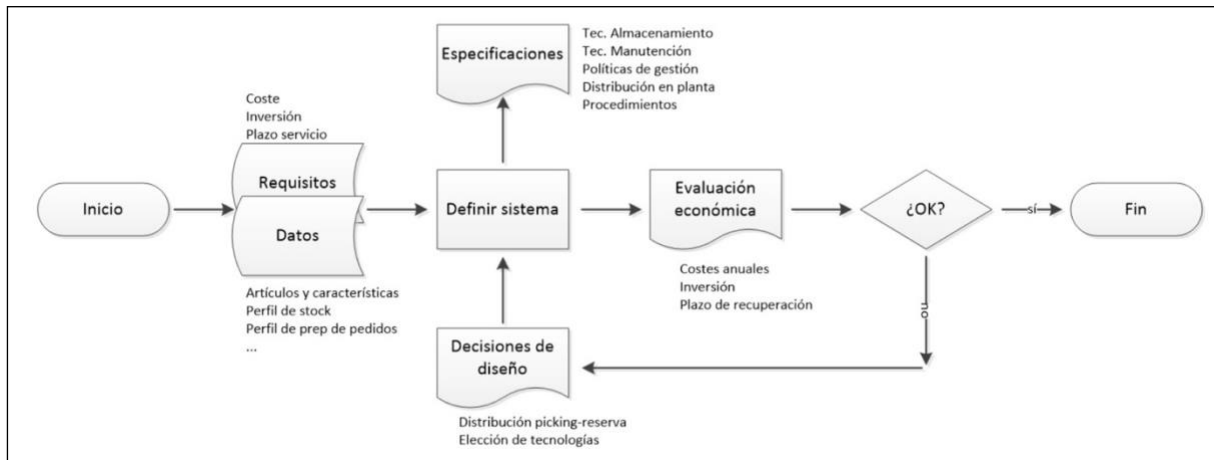 Especificaciones
Tec. Almacenamiento
Tec. Manutención
Políticas de gestión
Distribución en planta
Procedimientos
Coste
Inversión
Plazo servicio
Inicio
Requisitos
Datos
Artículos y características
Perfil de stock
Perfil de prep de pedidos
...
Definir sistema
Evaluación
económica
Costes anuales
Inversión
Plazo de recuperación
¿OK?
sí
Fin
no
Decisiones de
diseño
Distribución picking-reserva
Elección de tecnologías